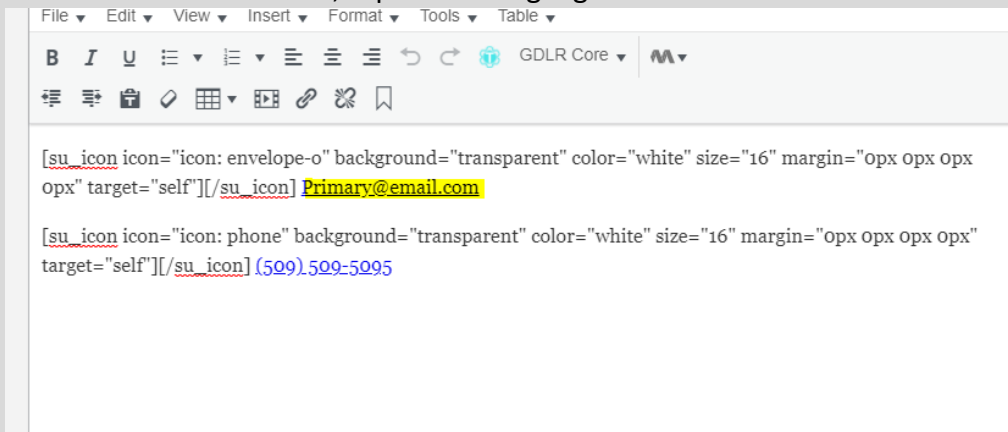 File Edit View Insert Format Tools Table
B I U GDLR Core
[su_icon icon="icon: envelope-o" background="transparent" color="white" size="16" margin="0px 0px 0px
0px" target="self"][/su_icon] Primary@email.com
[su_icon icon="icon: phone" background="transparent" color="white" size="16" margin="0px 0px 0px 0px"
target="self"][/su_icon] (509) 509-5095